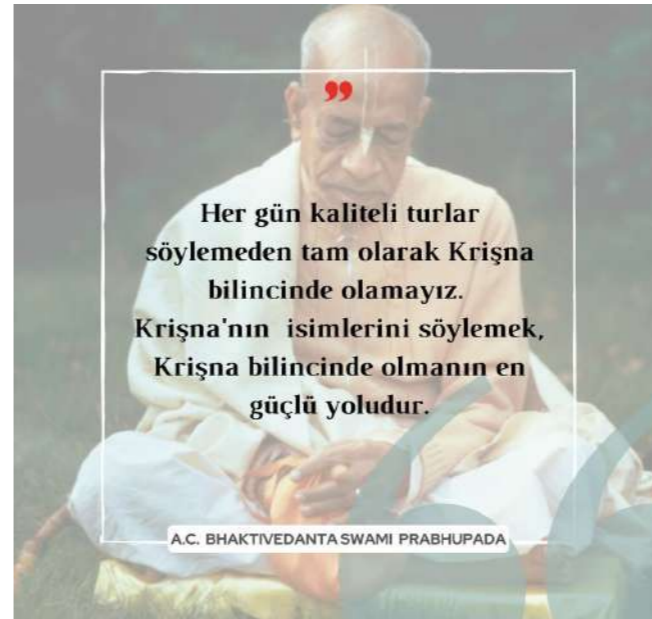 ”
Her gün kaliteli turlar
söylemeden tam olarak Krişna
bilincinde olamayız.
Krişna'nın isimlerini söylemek,
Krişna bilincinde olmanın en
güçlü yoludur.
A.C. BHAKTIVEDANTA SWAMI PRABHUPADA